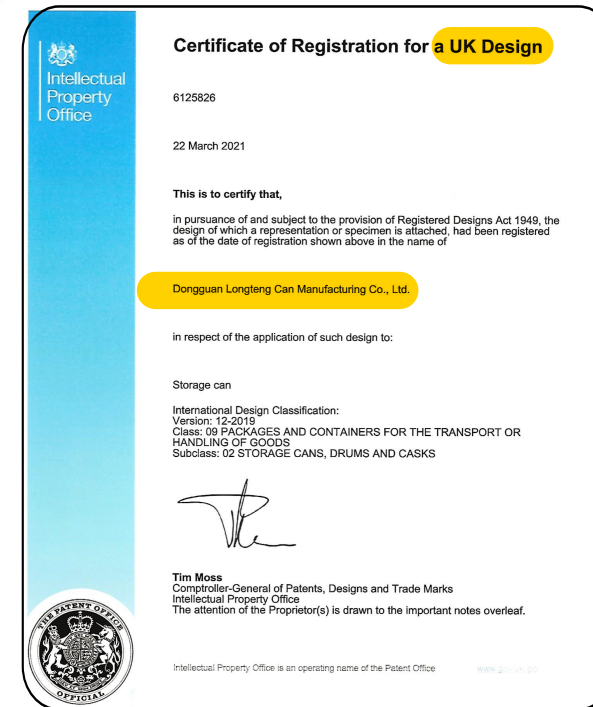 Intellectual
Property
Office
Certificate of Registration for a UK Design
6125826
22 March 2021
This is to certify that,
in pursuance of and subject to the provision of Registered Designs Act 1949, the
design of which a representation or specimen is attached, had been registered
as of the date of registration shown above in the name of
Dongguan Longteng Can Manufacturing Co., Ltd.
in respect of the application of such design to:
Storage can
International Design Classification:
Version: 12-2019
Class: 09 PACKAGES AND CONTAINERS FOR THE TRANSPORT OR
HANDLING OF GOODS
Subclass: 02 STORAGE CANS, DRUMS AND CASKS
Tim Moss
Comptroller-General of Patents, Designs and Trade Marks
Intellectual Property Office
The attention of the Proprietor(s) is drawn to the important notes overleaf.
THE PATENT OFFICE
OFFICIAL
Intellectual Property Office is an operating name of the Patent Office